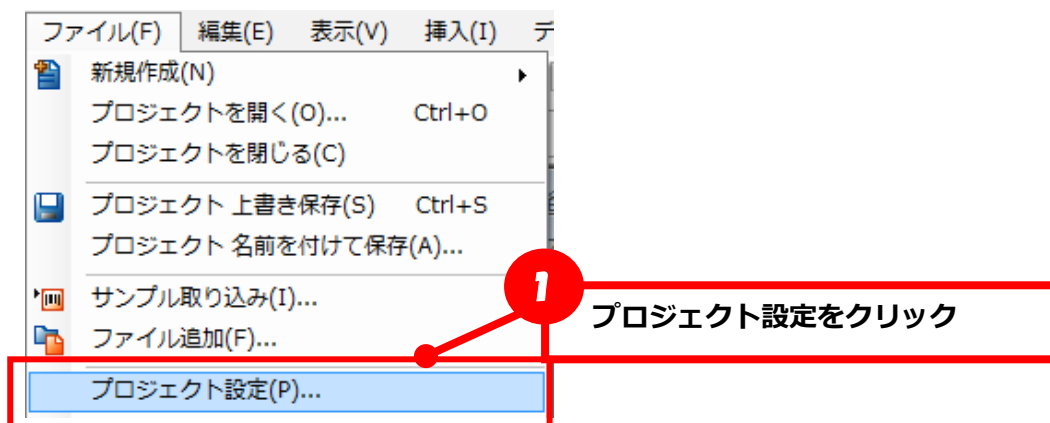 ファイル(F) 編集(E) 表示(V) 挿入(I) デ
新規作成(N)
プロジェクトを開く(O)... Ctrl+O
プロジェクトを閉じる(C)
プロジェクト 上書き保存(S) Ctrl+S
プロジェクト 名前を付けて保存(A)...
サンプル取り込み(I)...
ファイル追加(F)...
1
プロジェクト設定をクリック
プロジェクト設定(P)...